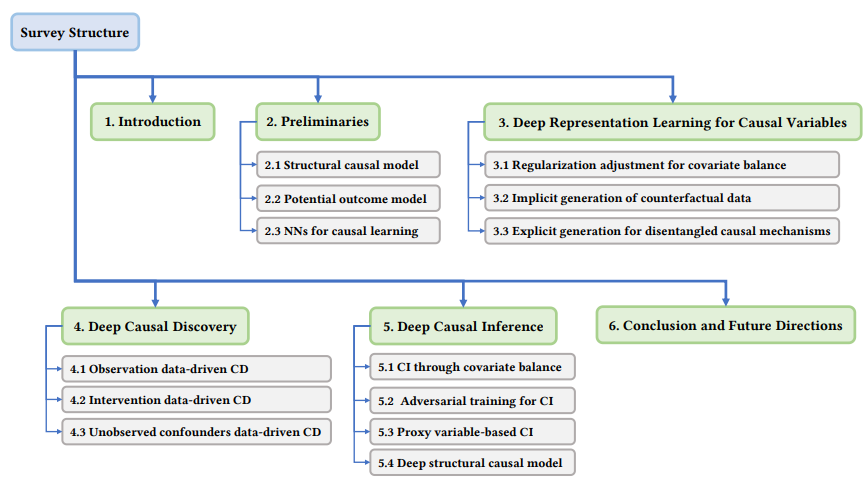 Survey Structure
1. Introduction
2. Preliminaries
2.1 Structural causal model
2.2 Potential outcome model
2.3 NNs for causal learning
3. Deep Representation Learning for Causal Variables
3.1 Regularization adjustment for covariate balance
3.2 Implicit generation of counterfactual data
3.3 Explicit generation for disentangled causal mechanisms
4. Deep Causal Discovery
4.1 Observation data-driven CD
4.2 Intervention data-driven CD
4.3 Unobserved confounders data-driven CD
5. Deep Causal Inference
5.1 CI through covariate balance
5.2 Adversarial training for CI
5.3 Proxy variable-based CI
5.4 Deep structural causal model
6. Conclusion and Future Directions